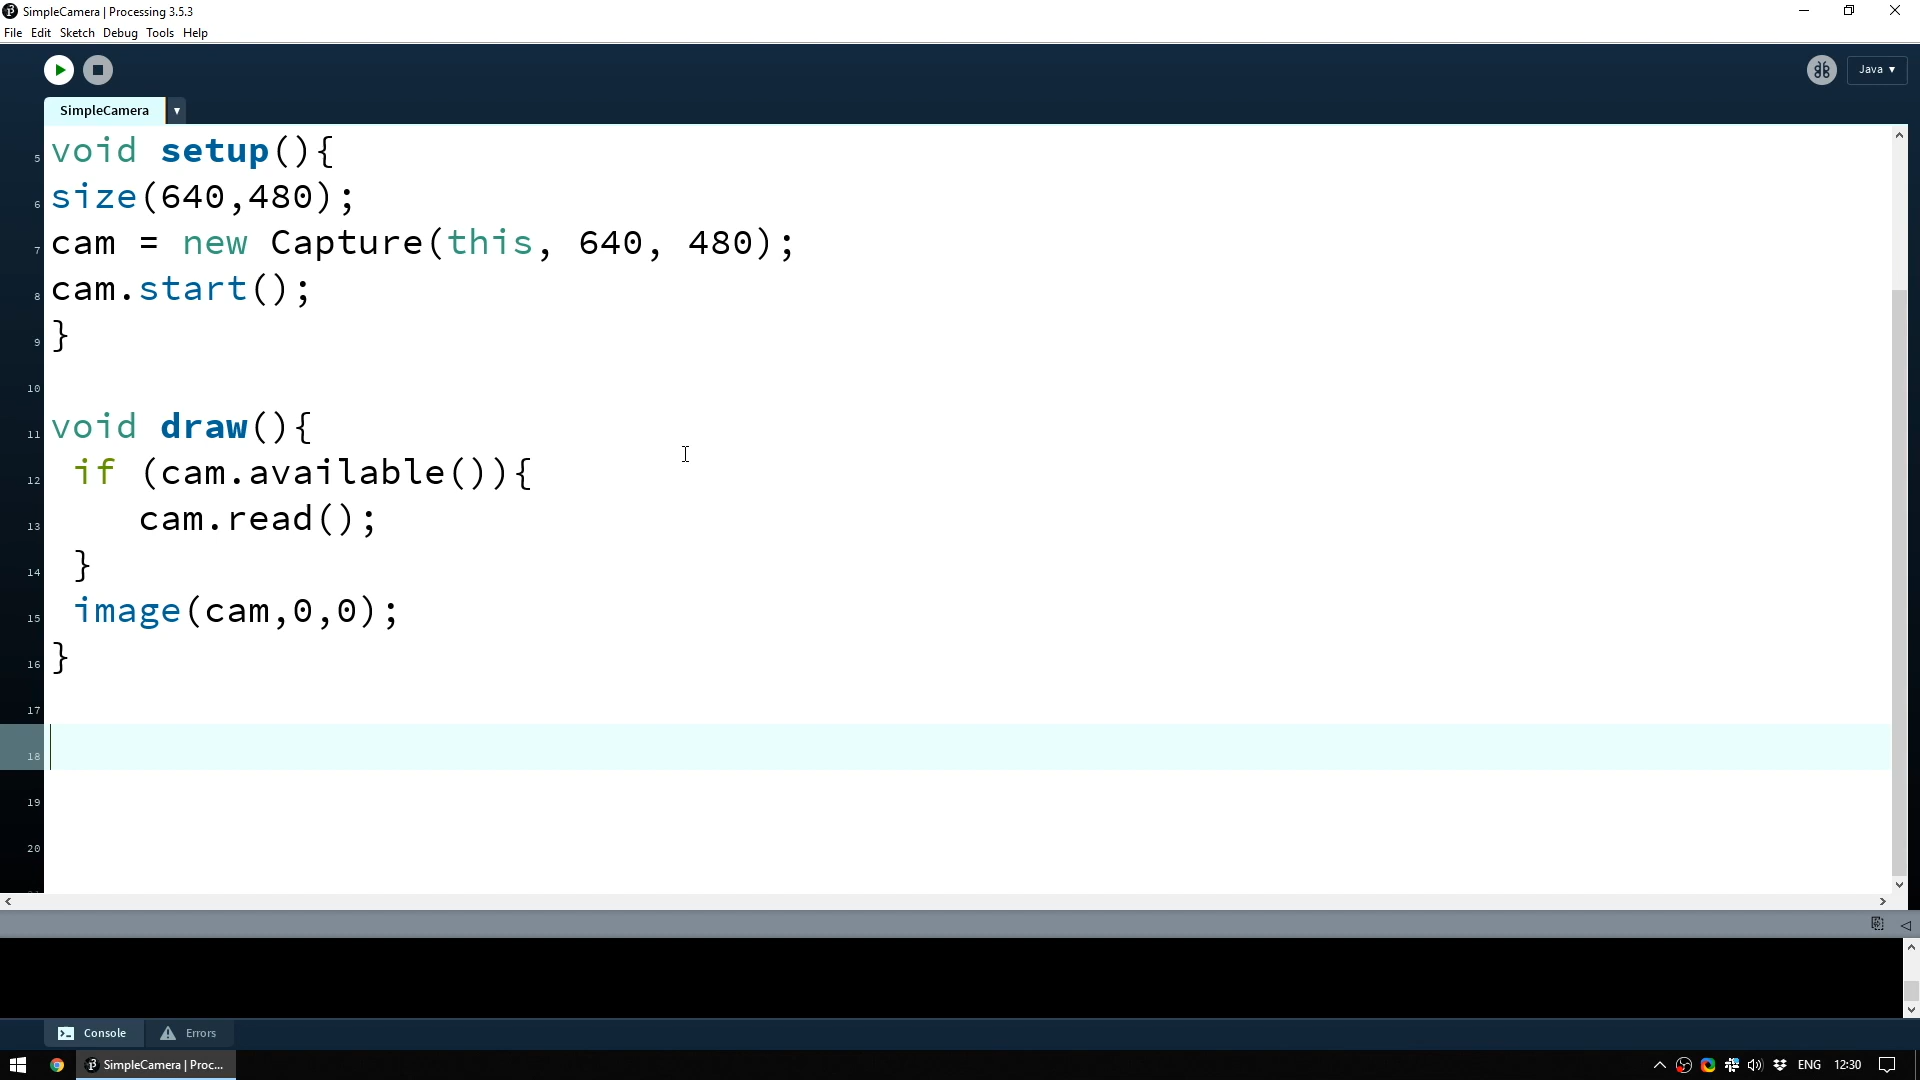 SimpleCamera | Processing 3.5.3
File Edit Sketch Debug Tools Help
Java ▾
SimpleCamera ▾
5 void setup(){
6 size(640,480);
7 cam = new Capture(this, 640, 480);
8 cam.start();
9 }
10
11 void draw(){
12 if (cam.available()){
13 cam.read();
14 }
15 image(cam,0,0);
16 }
17
18
19
20
Console Errors
SimpleCamera | Proc... ENG 12:30